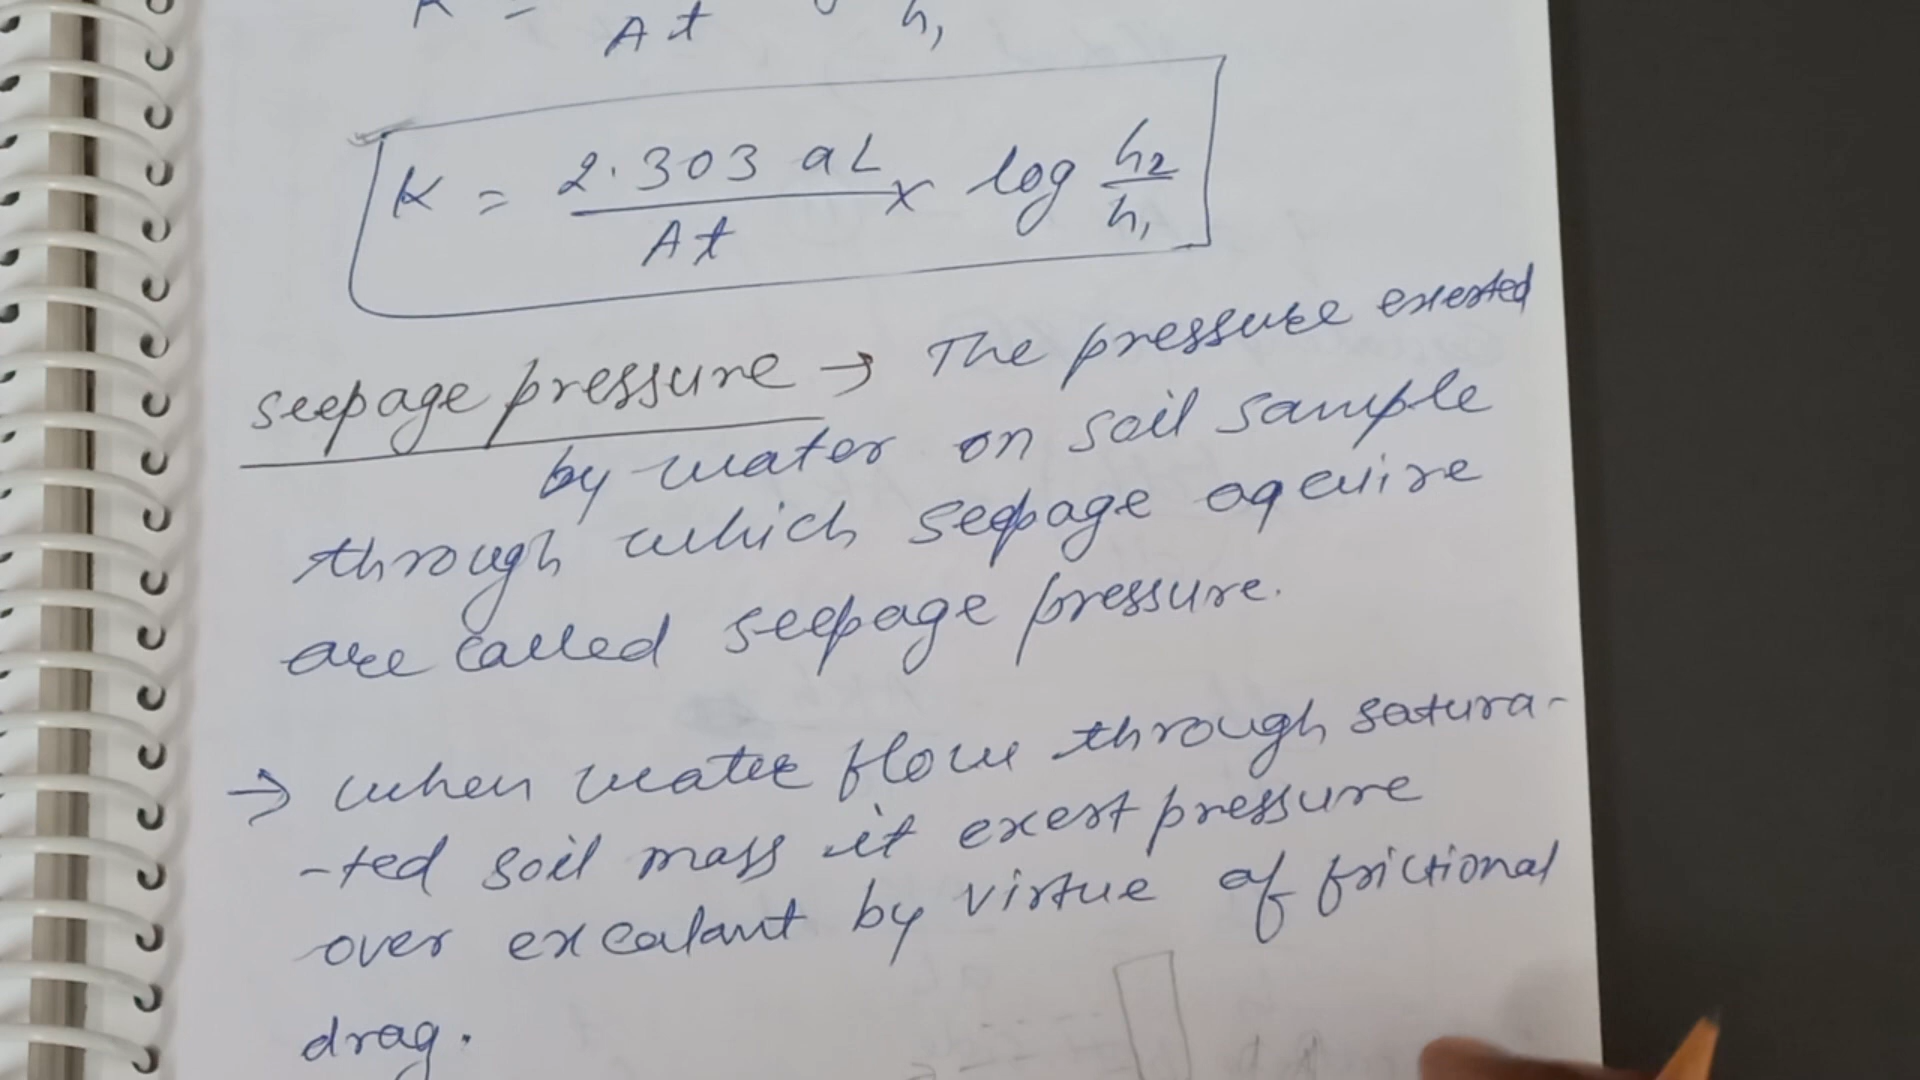 At h₁
K = 2.303 aL / At × log h₂ / h₁
seepage pressure → The pressure exerted
by water on soil sample
through which seepage aqcuire
are called seepage pressure.
→ when water flow through satura-
-ted soil mass it exert pressure
over excalant by virtue of frictional
drag.